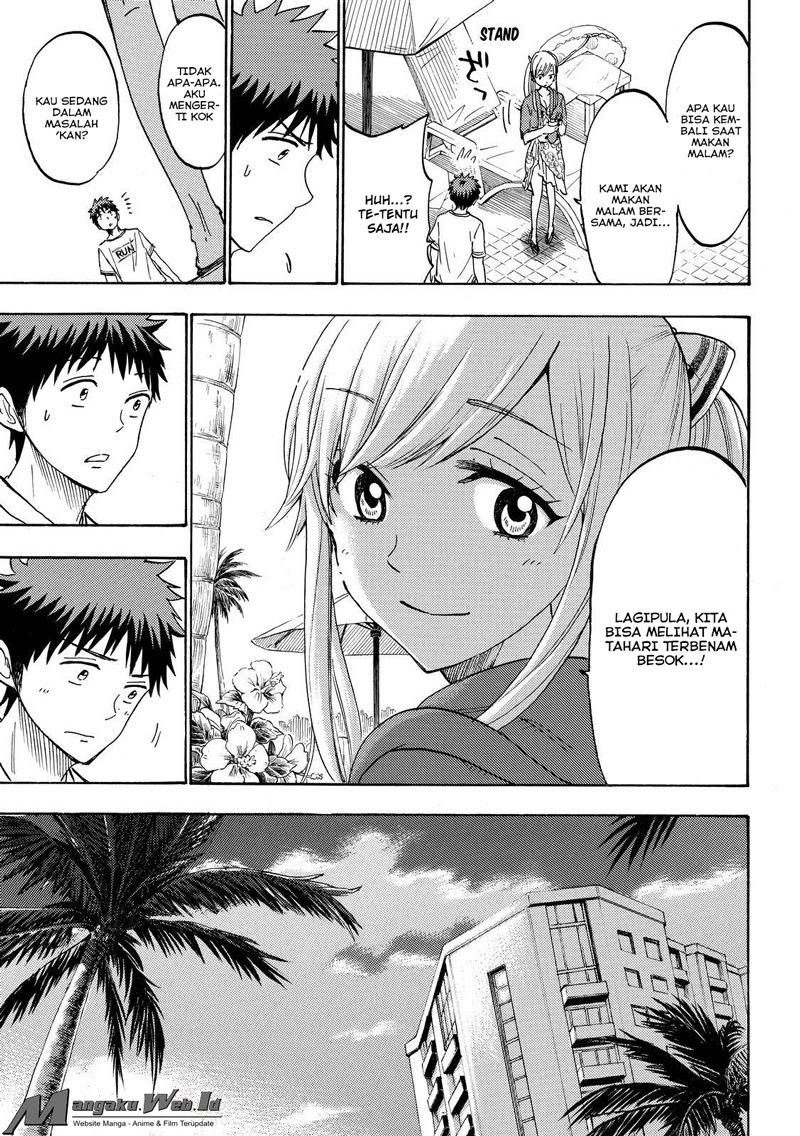 STAND
APA KAU
BISA KEM-
BALI SAAT
MAKAN
MALAM?
KAMI AKAN
MAKAN
MALAM BER-
SAMA, JADI...
HUH...?
TE-TENTU
SAJA!!
TIDAK
APA-APA.
AKU
MENGER-
TI KOK
KAU SEDANG
DALAM
MASALAH
'KAN?
RUN
LAGIPULA, KITA
BISA MELIHAT MA-
TAHARI TERBENAM
BESOK...!
Mangaku.Web.Id
Website Manga - Anime & Film Terupdate